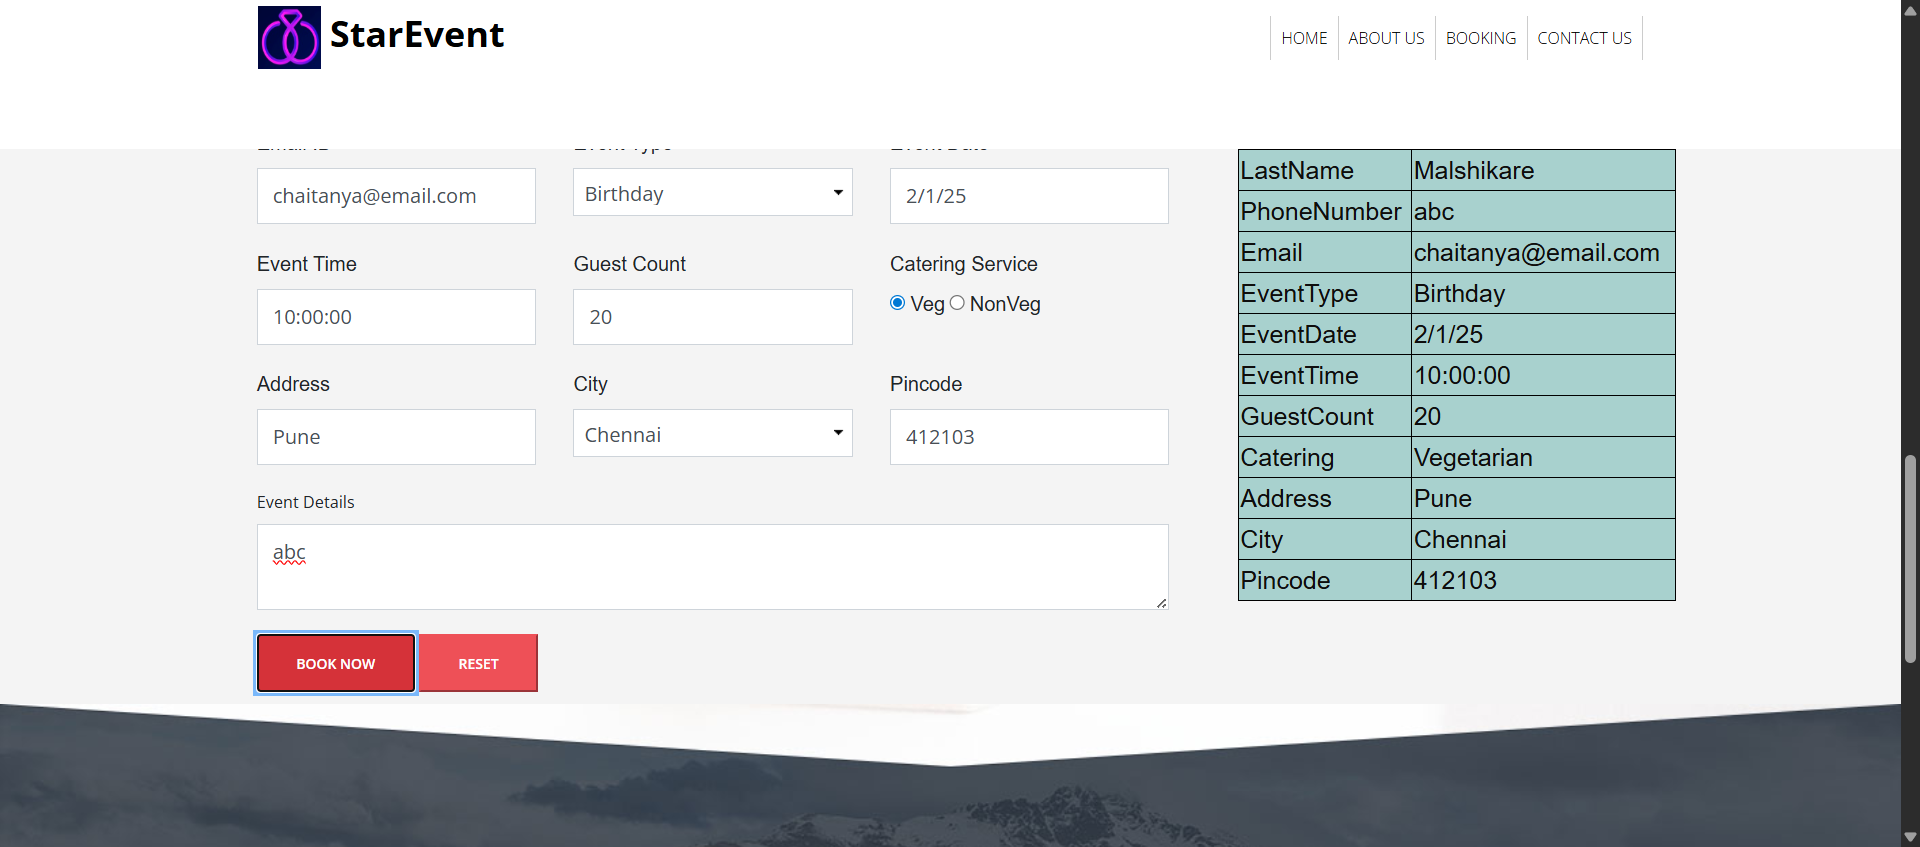 StarEvent
HOME
ABOUT US
BOOKING
CONTACT US
chaitanya@email.com
Birthday
2/1/25
Event Time
Guest Count
Catering Service
10:00:00
20
Veg
NonVeg
Address
City
Pincode
Pune
Chennai
412103
Event Details
abc
BOOK NOW
RESET
LastName Malshikare
PhoneNumber abc
Email chaitanya@email.com
EventType Birthday
EventDate 2/1/25
EventTime 10:00:00
GuestCount 20
Catering Vegetarian
Address Pune
City Chennai
Pincode 412103